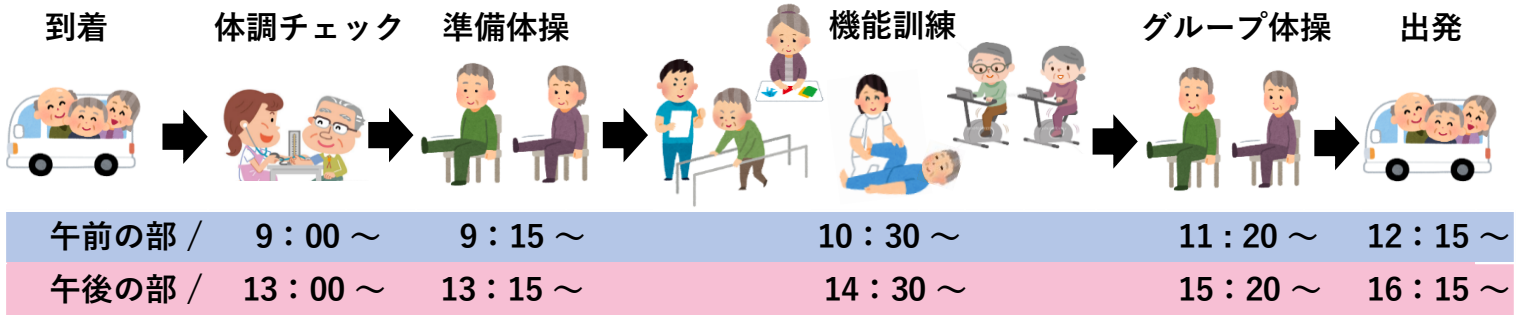 到着 体調チェック 準備体操 機能訓練 グループ体操 出発
午前の部 / 9:00 ～ 9:15 ～ 10:30 ～ 11:20 ～ 12:15 ～
午後の部 / 13:00 ～ 13:15 ～ 14:30 ～ 15:20 ～ 16:15 ～